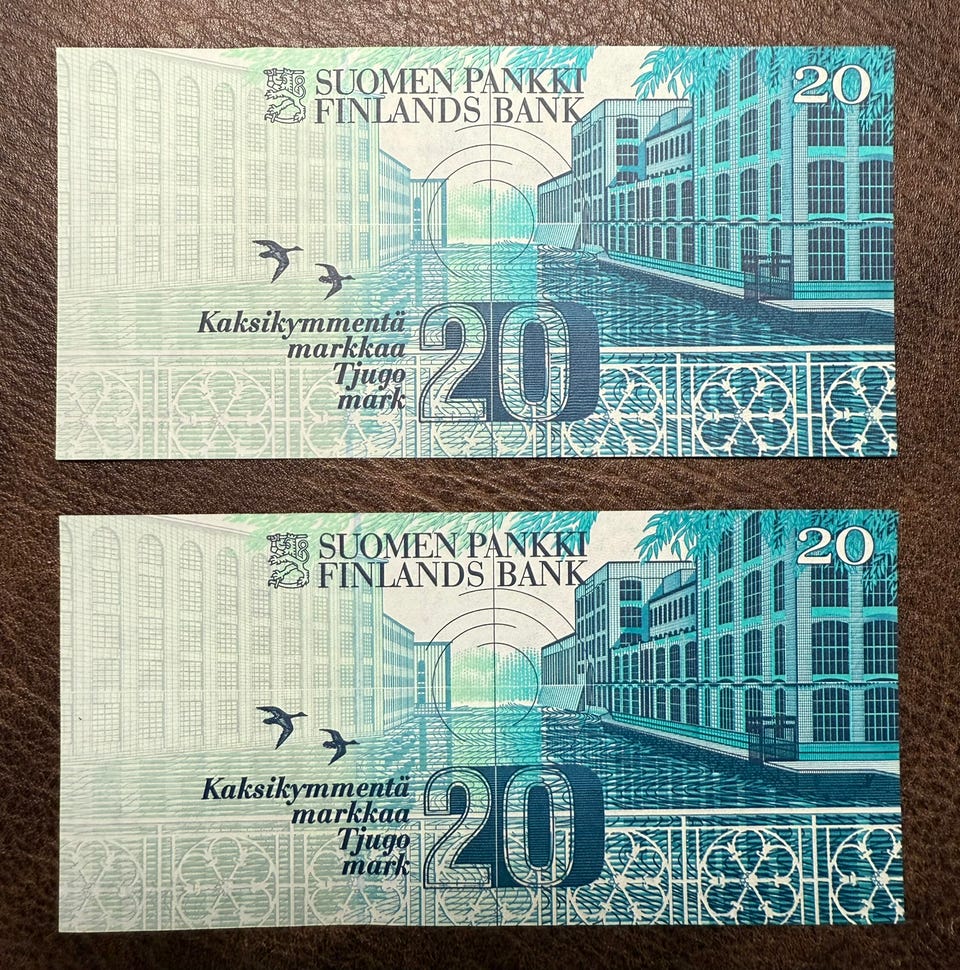 SUOMEN PANKKI
FINLANDS BANK
20
Kaksikymmentä
markkaa
Tjugo
mark
20
SUOMEN PANKKI
FINLANDS BANK
20
Kaksikymmentä
markkaa
Tjugo
mark
20